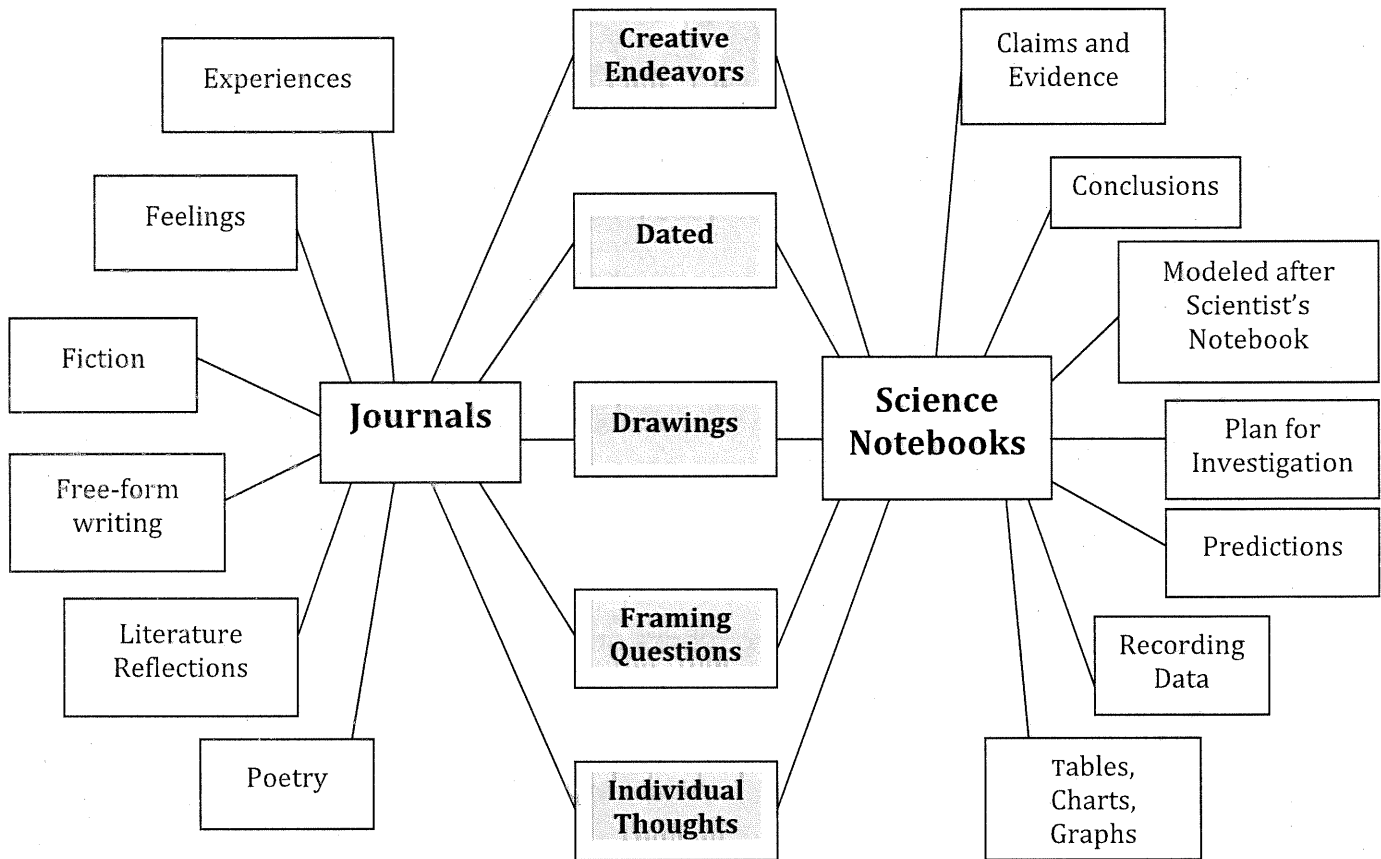 Experiences
Feelings
Fiction
Free-form
writing
Literature
Reflections
Poetry
Journals
Creative
Endeavors
Dated
Drawings
Framing
Questions
Individual
Thoughts
Science
Notebooks
Claims and
Evidence
Conclusions
Modeled after
Scientist’s
Notebook
Plan for
Investigation
Predictions
Recording
Data
Tables,
Charts,
Graphs